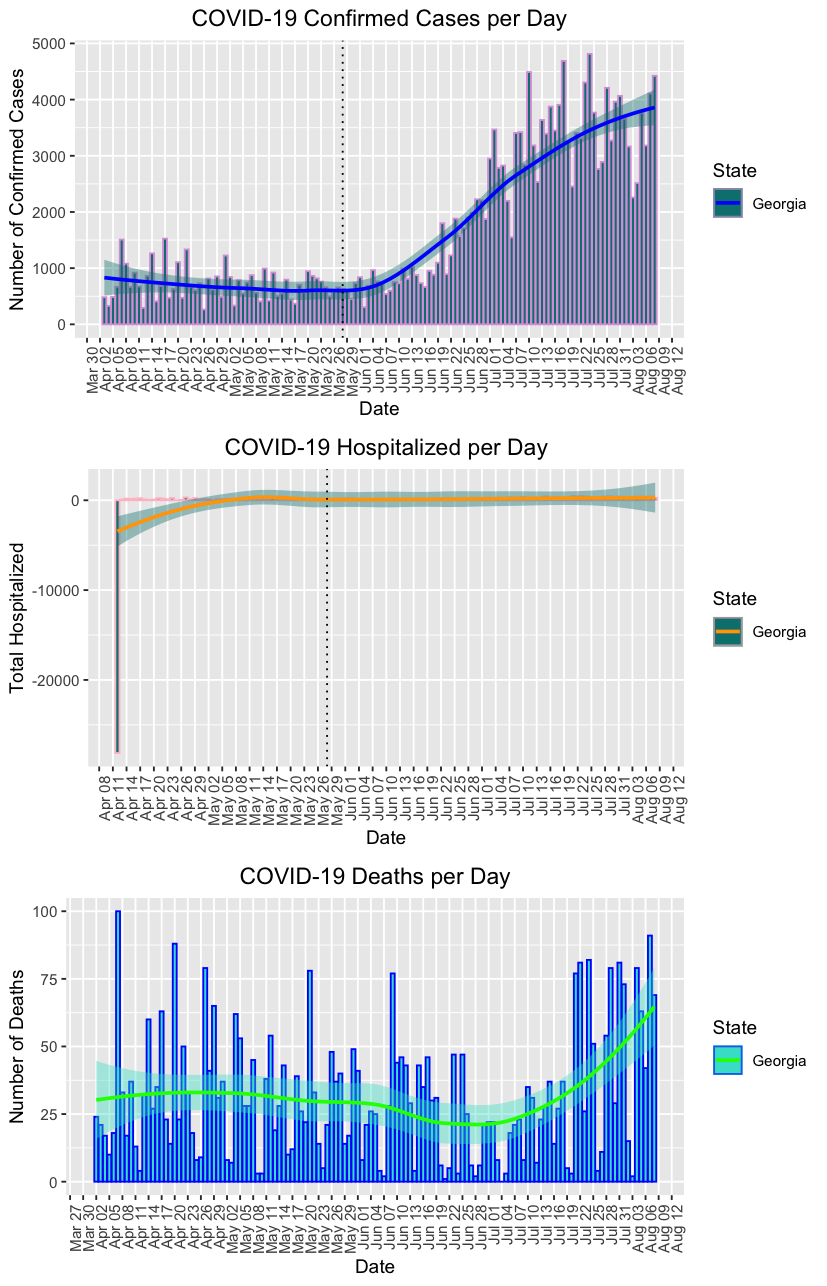 COVID-19 Confirmed Cases per Day
Number of Confirmed Cases
5000
4000
3000
2000
1000
0
Mar 30
Apr 02
Apr 05
Apr 08
Apr 11
Apr 14
Apr 17
Apr 20
Apr 23
Apr 26
Apr 29
May 02
May 05
May 08
May 11
May 14
May 17
May 20
May 23
May 26
May 29
Jun 01
Jun 04
Jun 07
Jun 10
Jun 13
Jun 16
Jun 19
Jun 22
Jun 25
Jun 28
Jul 01
Jul 04
Jul 07
Jul 10
Jul 13
Jul 16
Jul 19
Jul 22
Jul 25
Jul 28
Jul 31
Aug 03
Aug 06
Aug 09
Aug 12
Date
State
Georgia
COVID-19 Hospitalized per Day
Total Hospitalized
0
-10000
-20000
Apr 08
Apr 11
Apr 14
Apr 17
Apr 20
Apr 23
Apr 26
Apr 29
May 02
May 05
May 08
May 11
May 14
May 17
May 20
May 23
May 26
May 29
Jun 01
Jun 04
Jun 07
Jun 10
Jun 13
Jun 16
Jun 19
Jun 22
Jun 25
Jun 28
Jul 01
Jul 04
Jul 07
Jul 10
Jul 13
Jul 16
Jul 19
Jul 22
Jul 25
Jul 28
Jul 31
Aug 03
Aug 06
Aug 09
Aug 12
Date
State
Georgia
COVID-19 Deaths per Day
Number of Deaths
100
75
50
25
0
Mar 27
Mar 30
Apr 02
Apr 05
Apr 08
Apr 11
Apr 14
Apr 17
Apr 20
Apr 23
Apr 26
Apr 29
May 02
May 05
May 08
May 11
May 14
May 17
May 20
May 23
May 26
May 29
Jun 01
Jun 04
Jun 07
Jun 10
Jun 13
Jun 16
Jun 19
Jun 22
Jun 25
Jun 28
Jul 01
Jul 04
Jul 07
Jul 10
Jul 13
Jul 16
Jul 19
Jul 22
Jul 25
Jul 28
Jul 31
Aug 03
Aug 06
Aug 09
Aug 12
Date
State
Georgia